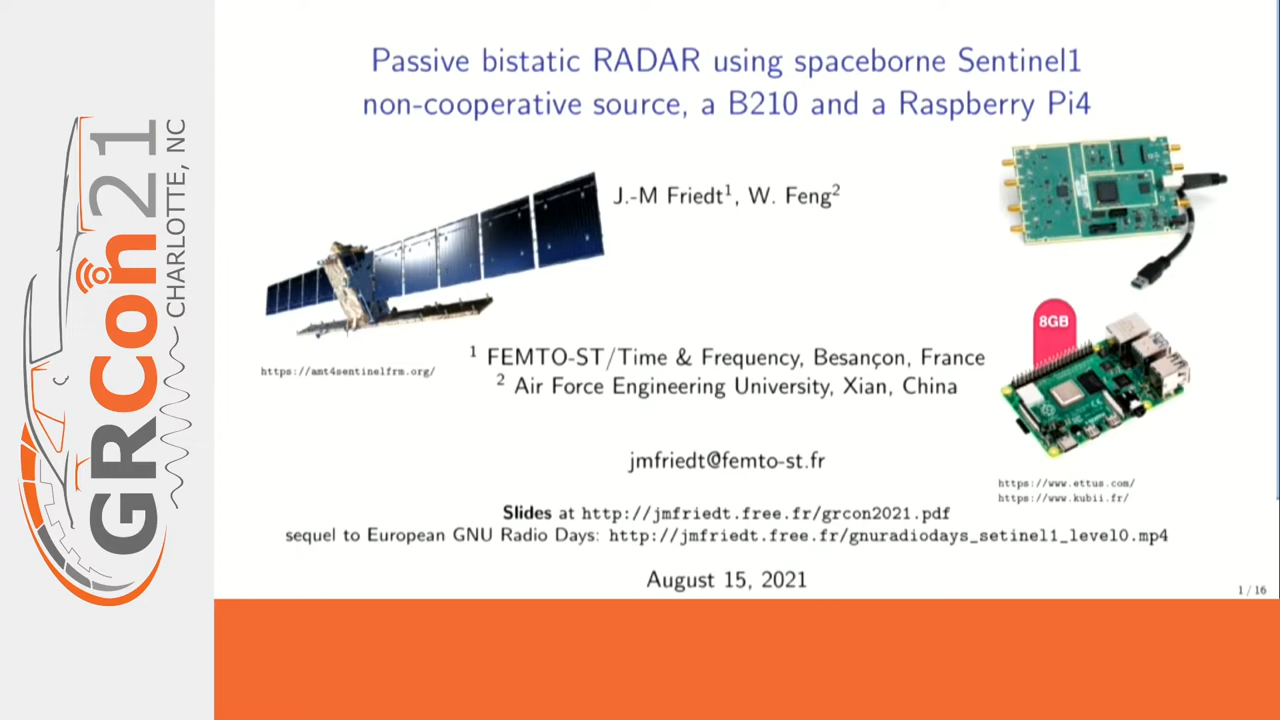 GRCon21
CHARLOTTE, NC
Passive bistatic RADAR using spaceborne Sentinel1
non-cooperative source, a B210 and a Raspberry Pi4
J.-M Friedt¹, W. Feng²
8GB
https://amt4sentinelfrm.org/
¹ FEMTO-ST/Time & Frequency, Besançon, France
² Air Force Engineering University, Xian, China
jmfriedt@femto-st.fr
https://www.ettus.com/
https://www.kubii.fr/
Slides at http://jmfriedt.free.fr/grcon2021.pdf
sequel to European GNU Radio Days: http://jmfriedt.free.fr/gnuradiodays_setinel1_level0.mp4
August 15, 2021
1 / 16